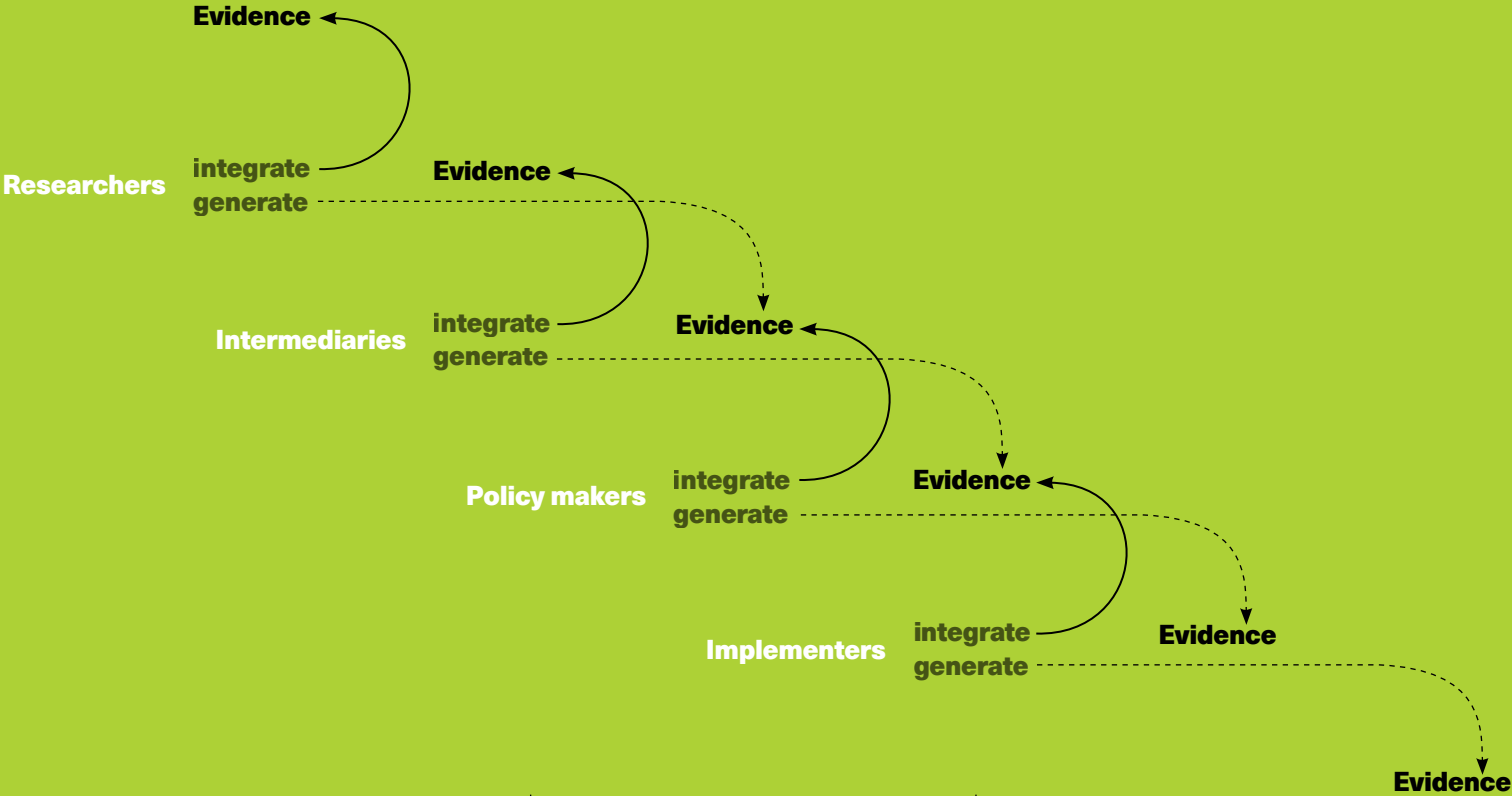 Evidence
Researchers
integrate
generate
Evidence
Intermediaries
integrate
generate
Evidence
Policy makers
integrate
generate
Evidence
Implementers
integrate
generate
Evidence
Evidence